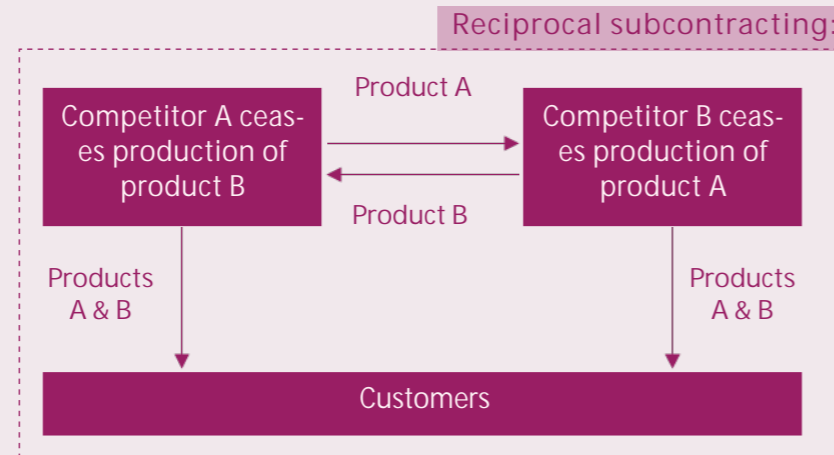 Reciprocal subcontracting:
Product A
Competitor A ceas-
es production of
product B
Competitor B ceas-
es production of
product A
Product B
Products
A & B
Products
A & B
Customers